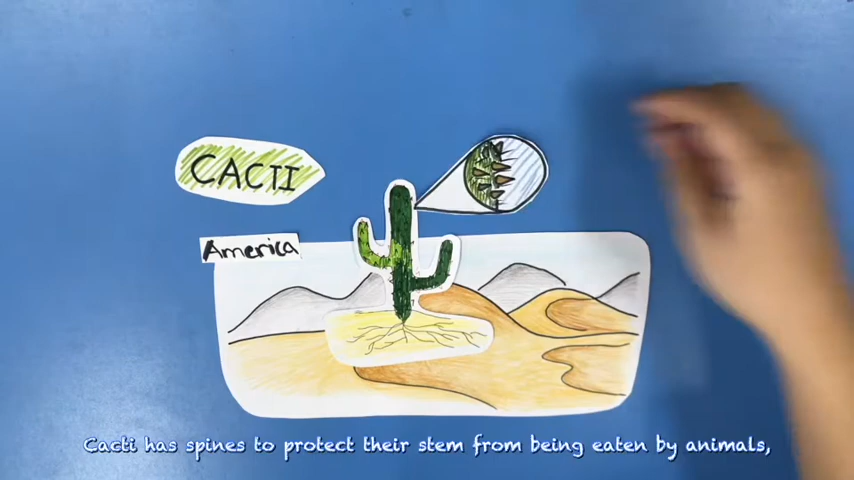 CACTI
America
Cacti has spines to protect their stem from being eaten by animals,